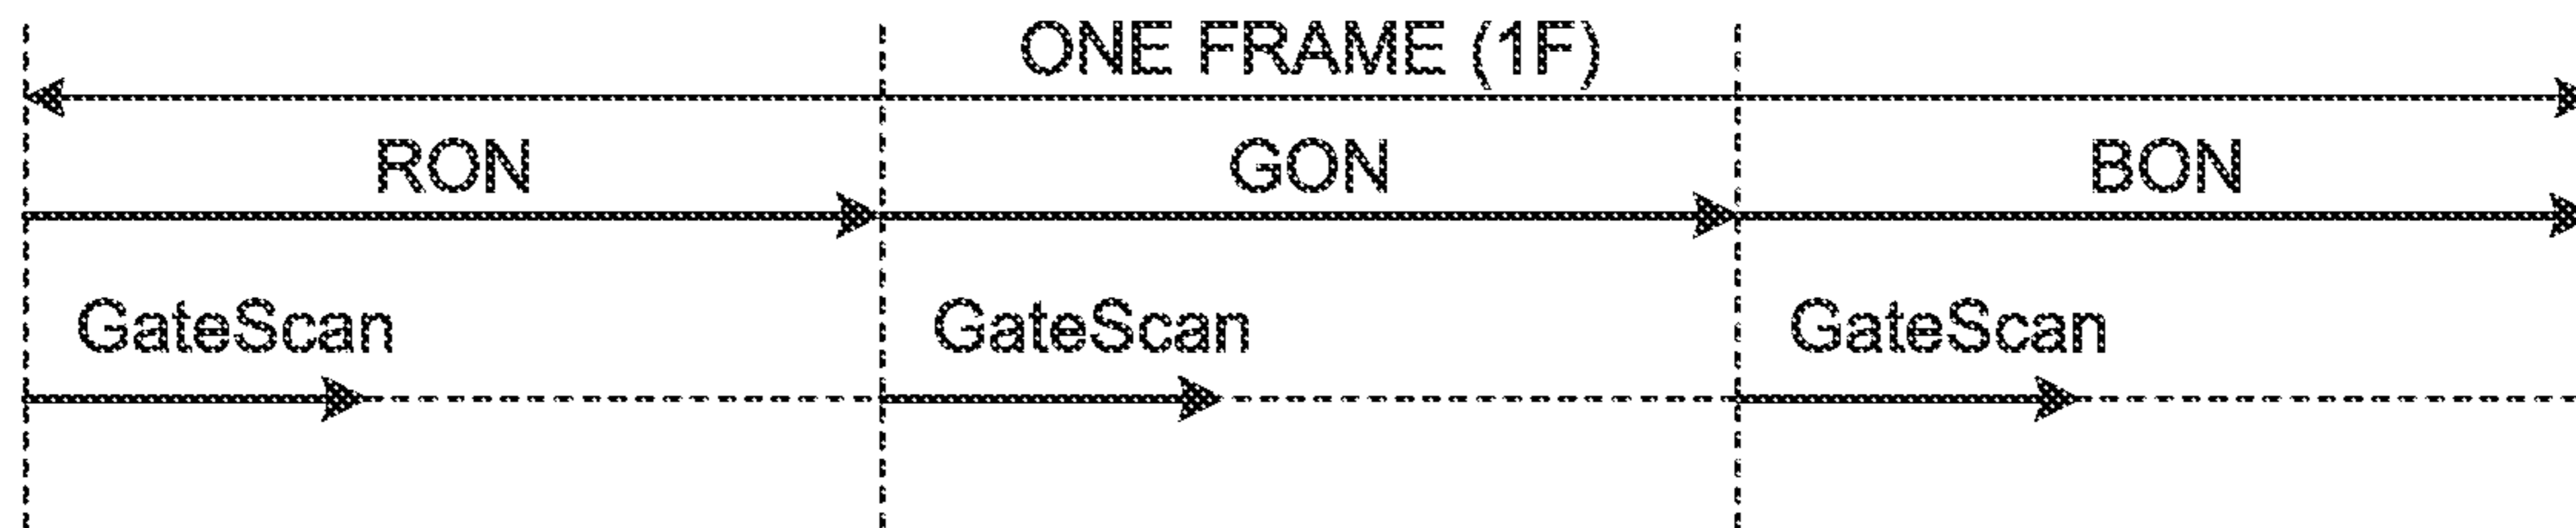 ONE FRAME (1F)
RON GON BON
GateScan GateScan GateScan